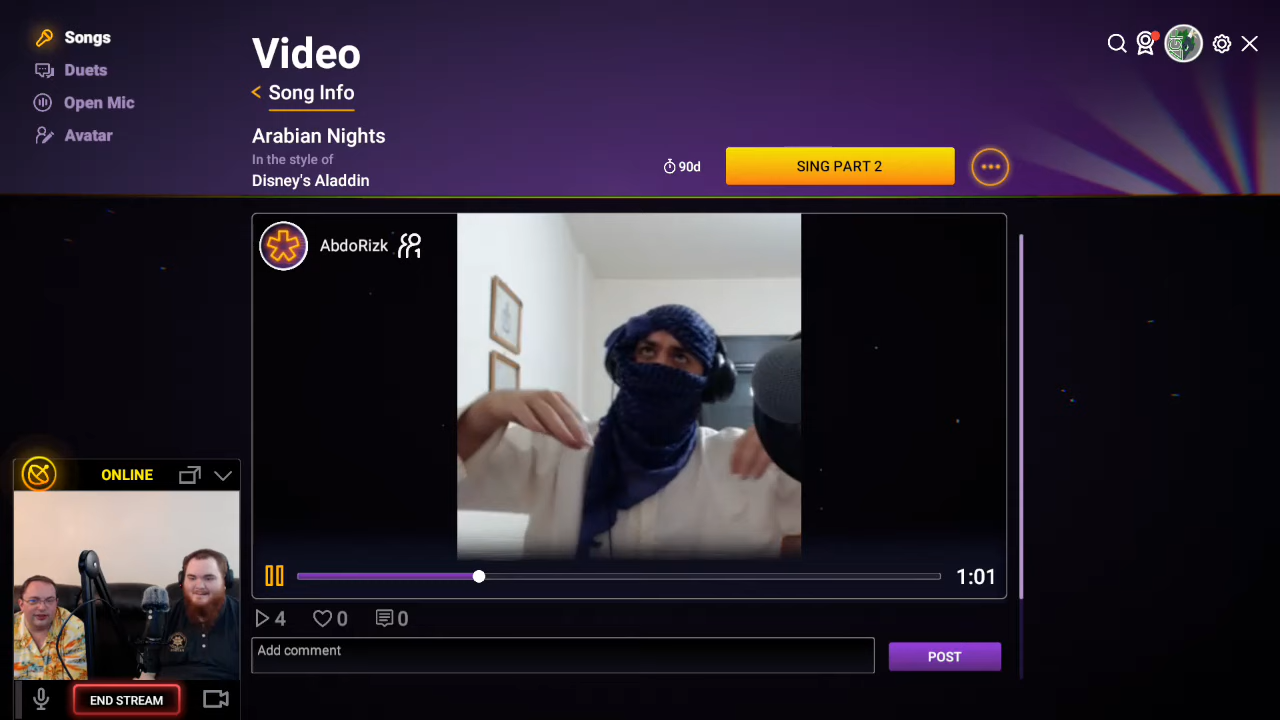 Songs
Duets
Open Mic
Avatar
Video
< Song Info
Arabian Nights
In the style of
Disney's Aladdin
90d
SING PART 2
AbdoRizk
1:01
4
0
0
Add comment
POST
ONLINE
END STREAM